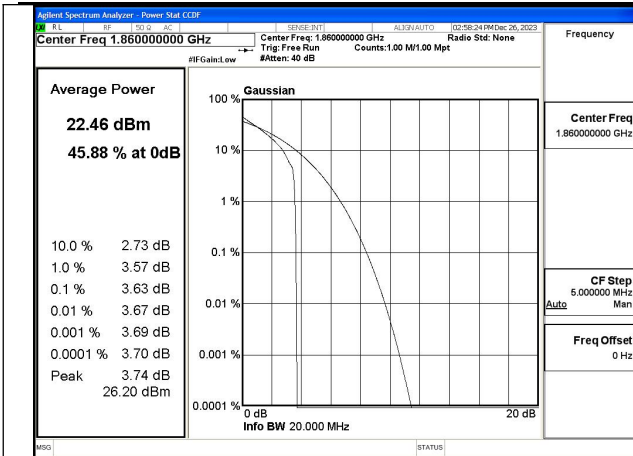 Agilent Spectrum Analyzer - Power Stat CCDF
RL RF 50 Ω AC SENSE:INT ALIGN AUTO 02:58:24 PM Dec 26, 2023
Center Freq 1.860000000 GHz
Center Freq: 1.860000000 GHz Radio Std: None
Trig: Free Run Counts:1.00 M/1.00 Mpt
#IFGain:Low #Atten: 40 dB
Frequency
Average Power
22.46 dBm
45.88 % at 0dB
10.0 % 2.73 dB
1.0 % 3.57 dB
0.1 % 3.63 dB
0.01 % 3.67 dB
0.001 % 3.69 dB
0.0001 % 3.70 dB
Peak 3.74 dB
26.20 dBm
Gaussian
100 %
10 %
1 %
0.1 %
0.01 %
0.001 %
0.0001 %
0 dB 20 dB
Info BW 20.000 MHz
Center Freq
1.860000000 GHz
CF Step
5.000000 MHz
Auto Man
Freq Offset
0 Hz
MSG STATUS